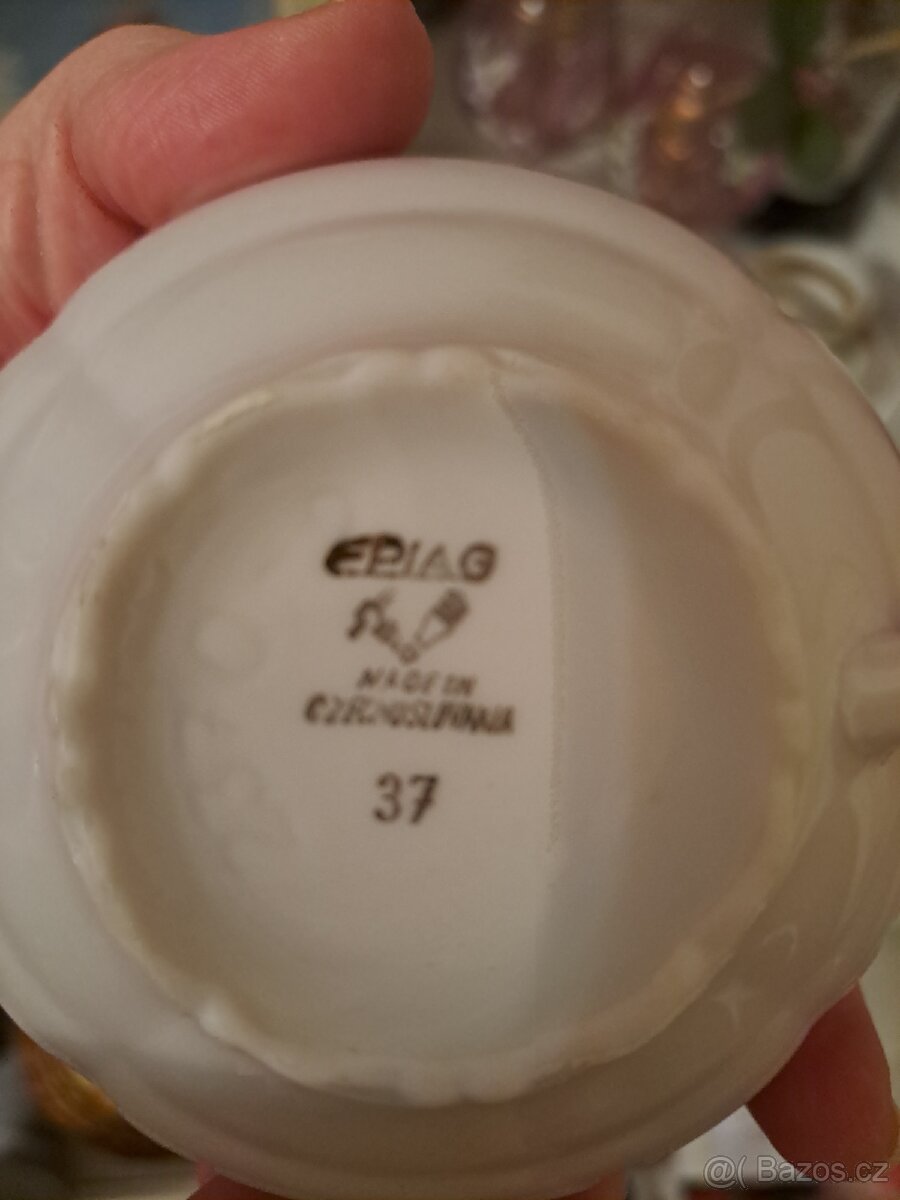 EPIAG
MADE IN
CZECHOSLOVAKIA
37
@( Bazos.cz